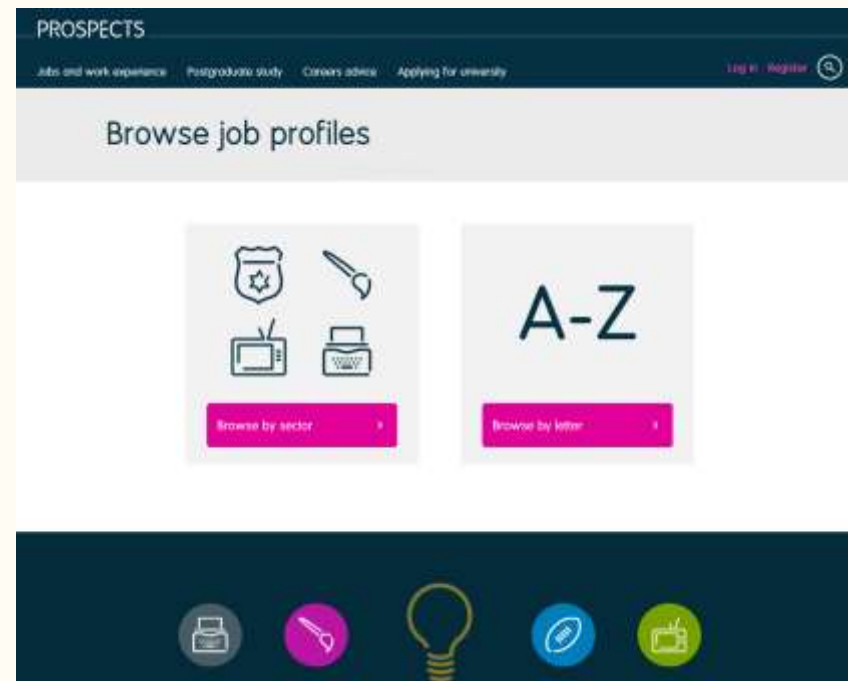 PROSPECTS
Jobs and work experience Postgraduate study Careers advice Applying for university Log in Register
Browse job profiles
A-Z
Browse by sector
Browse by letter